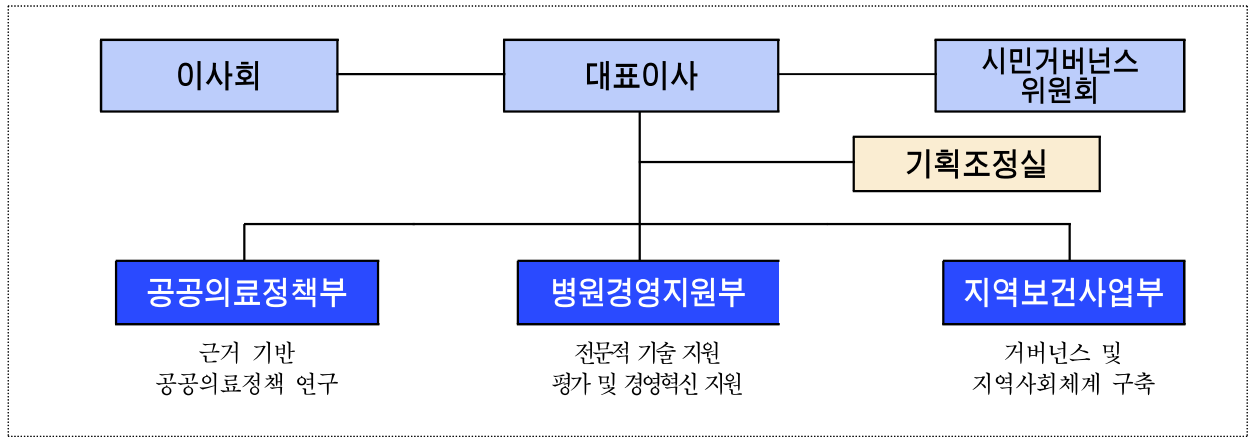 이사회
대표이사
시민거버넌스
위원회
기획조정실
공공의료정책부
병원경영지원부
지역보건사업부
근거 기반
공공의료정책 연구
전문적 기술 지원
평가 및 경영혁신 지원
거버넌스 및
지역사회체계 구축